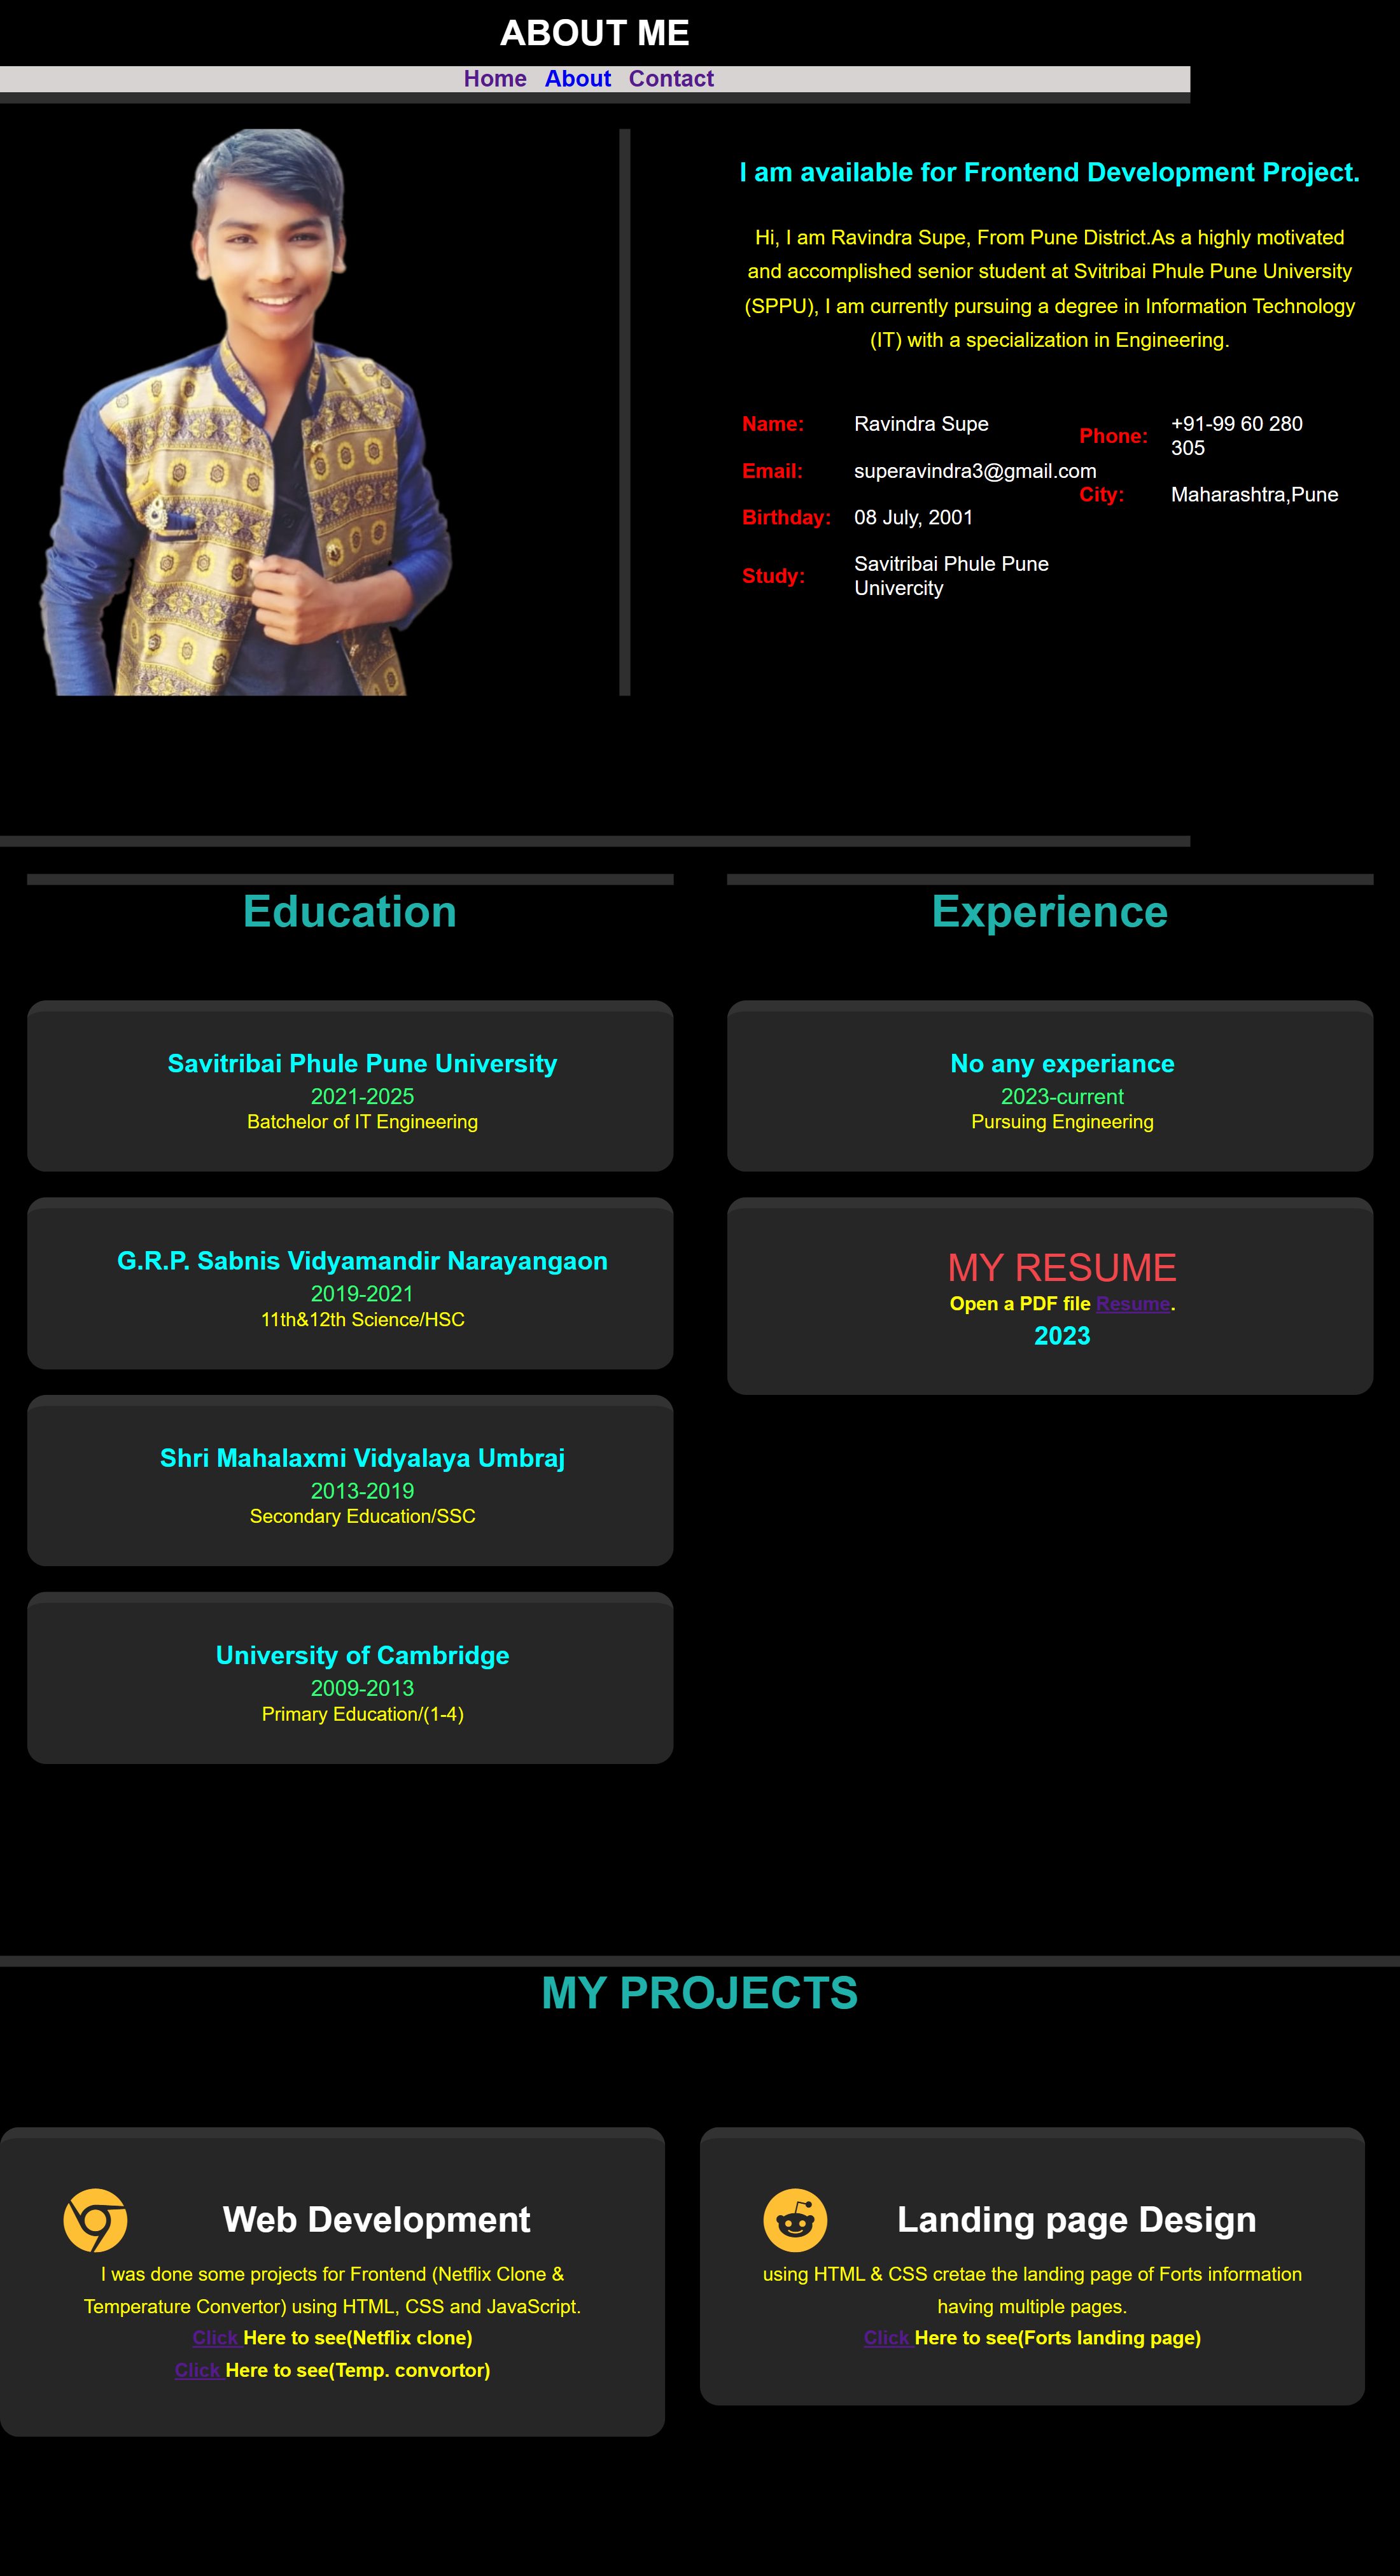 ABOUT ME
Home About Contact
I am available for Frontend Development Project.
Hi, I am Ravindra Supe, From Pune District.As a highly motivated
and accomplished senior student at Svitribai Phule Pune University
(SPPU), I am currently pursuing a degree in Information Technology
(IT) with a specialization in Engineering.
Name: Ravindra Supe
Email: superavindra3@gmail.com
Birthday: 08 July, 2001
Study: Savitribai Phule Pune
Univercity
Phone: +91-99 60 280
305
City: Maharashtra,Pune
Education
Savitribai Phule Pune University
2021-2025
Batchelor of IT Engineering
G.R.P. Sabnis Vidyamandir Narayangaon
2019-2021
11th&12th Science/HSC
Shri Mahalaxmi Vidyalaya Umbraj
2013-2019
Secondary Education/SSC
University of Cambridge
2009-2013
Primary Education/(1-4)
Experience
No any experiance
2023-current
Pursuing Engineering
MY RESUME
Open a PDF file Resume.
2023
MY PROJECTS
Web Development
I was done some projects for Frontend (Netflix Clone &
Temperature Convertor) using HTML, CSS and JavaScript.
Click Here to see(Netflix clone)
Click Here to see(Temp. convortor)
Landing page Design
using HTML & CSS cretae the landing page of Forts information
having multiple pages.
Click Here to see(Forts landing page)